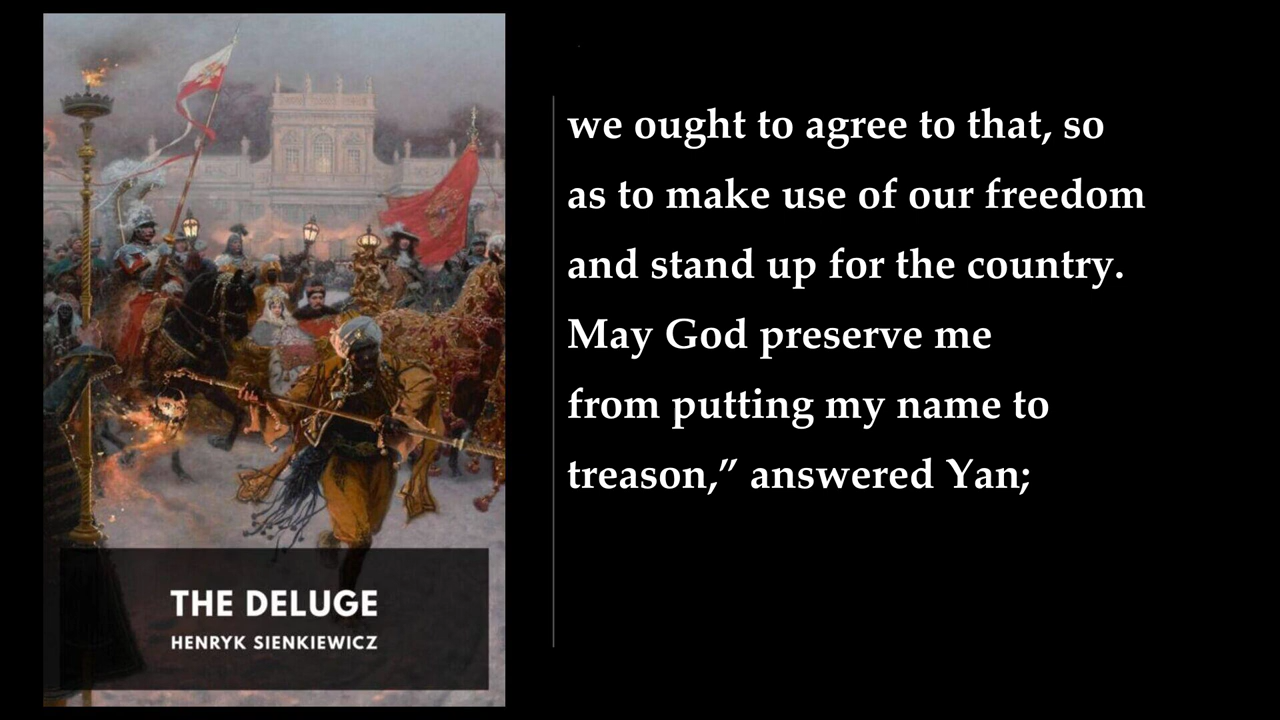 THE DELUGE
HENRYK SIENKIEWICZ
we ought to agree to that, so
as to make use of our freedom
and stand up for the country.
May God preserve me
from putting my name to
treason,” answered Yan;